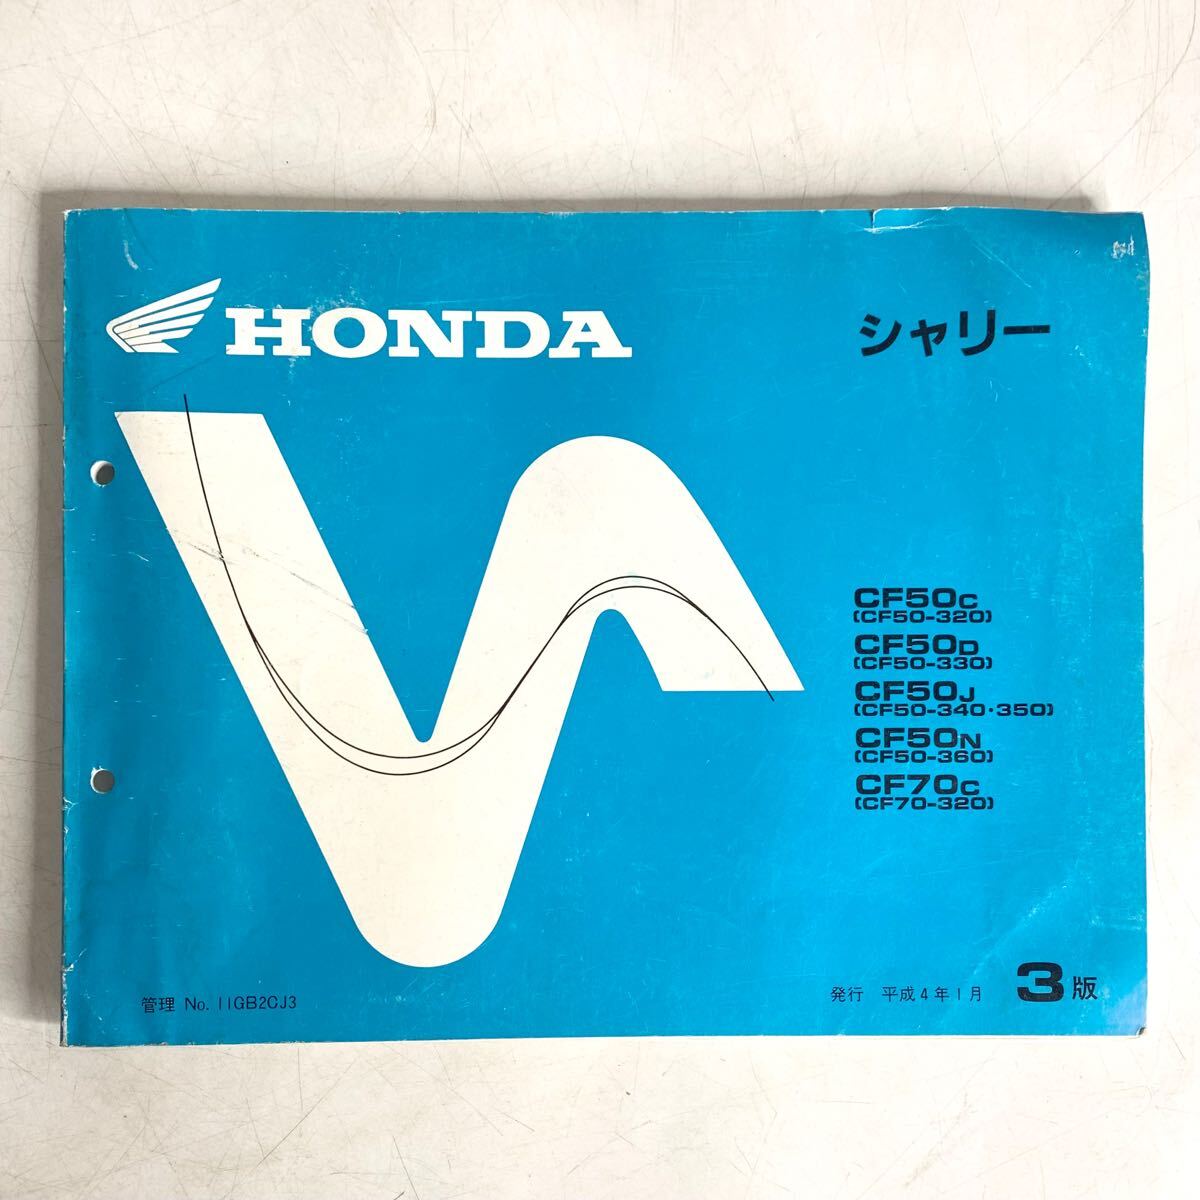 HONDA
シャリー
CF50C
(CF50-320)
CF50D
(CF50-330)
CF50J
(CF50-340·350)
CF50N
(CF50-360)
CF70C
(CF70-320)
管理 No. 11GB2CJ3
発行 平成4年1月 3版